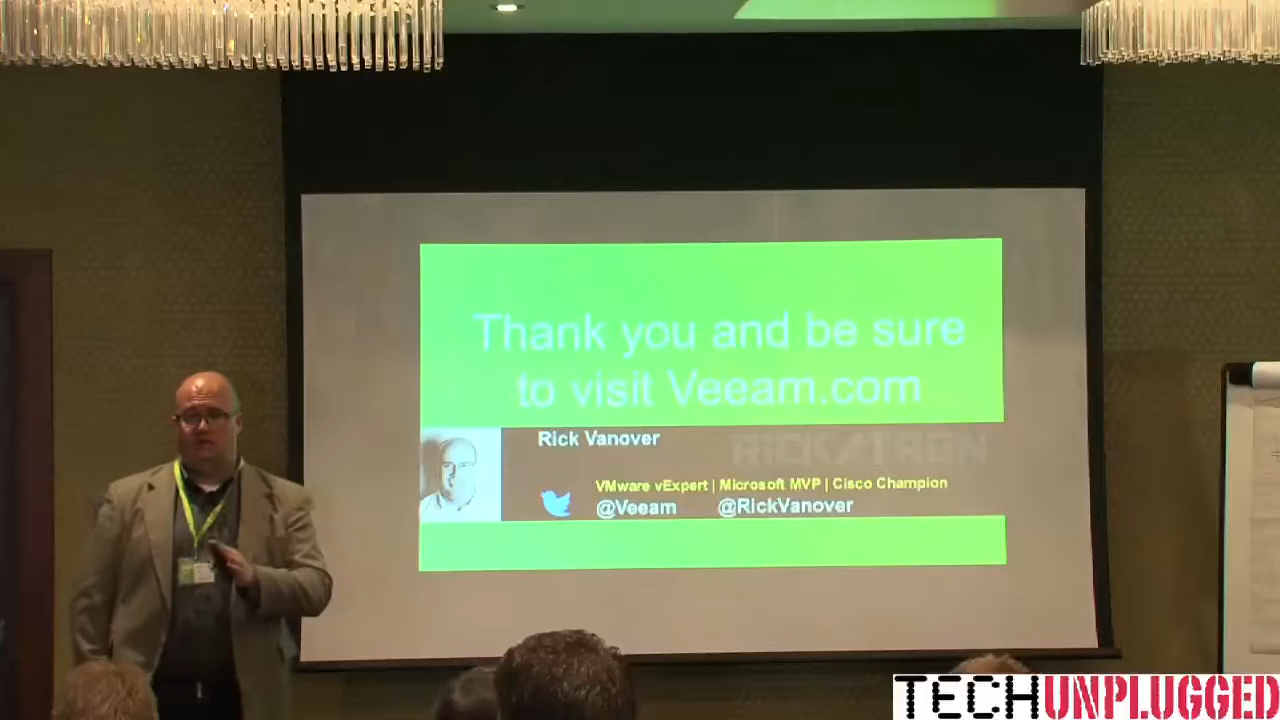 Thank you and be sure
to visit Veeam.com
Rick Vanover
RICKATRON
VMware vExpert | Microsoft MVP | Cisco Champion
@Veeam @RickVanover
TECHUNPLUGGED